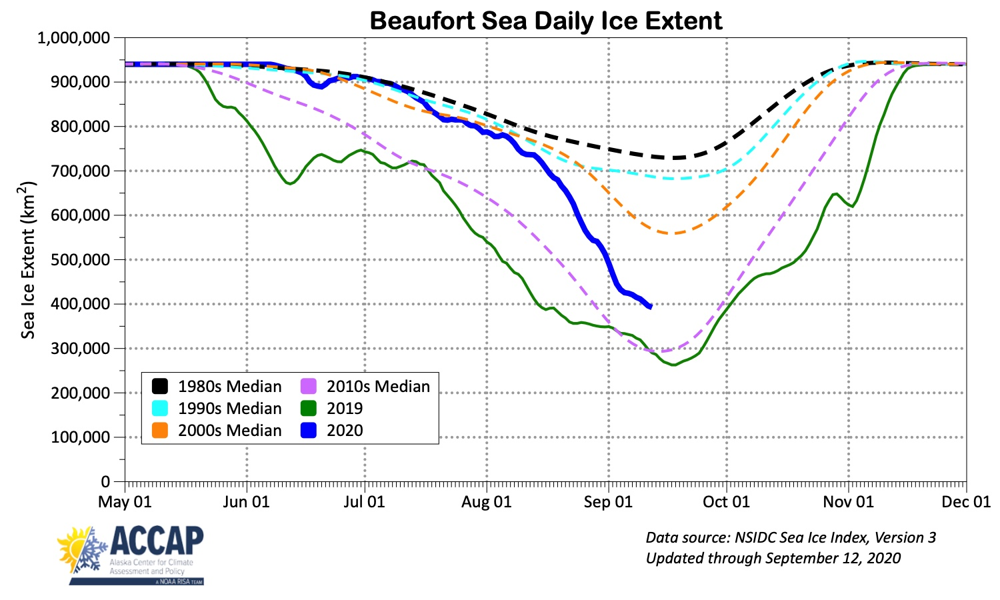 Beaufort Sea Daily Ice Extent
Sea Ice Extent (km²)
1,000,000
900,000
800,000
700,000
600,000
500,000
400,000
300,000
200,000
100,000
0
1980s Median 2010s Median
1990s Median 2019
2000s Median 2020
May 01 Jun 01 Jul 01 Aug 01 Sep 01 Oct 01 Nov 01 Dec 01
ACCAP
Alaska Center for Climate
Assessment and Policy
A NOAA RISA TEAM
Data source: NSIDC Sea Ice Index, Version 3
Updated through September 12, 2020